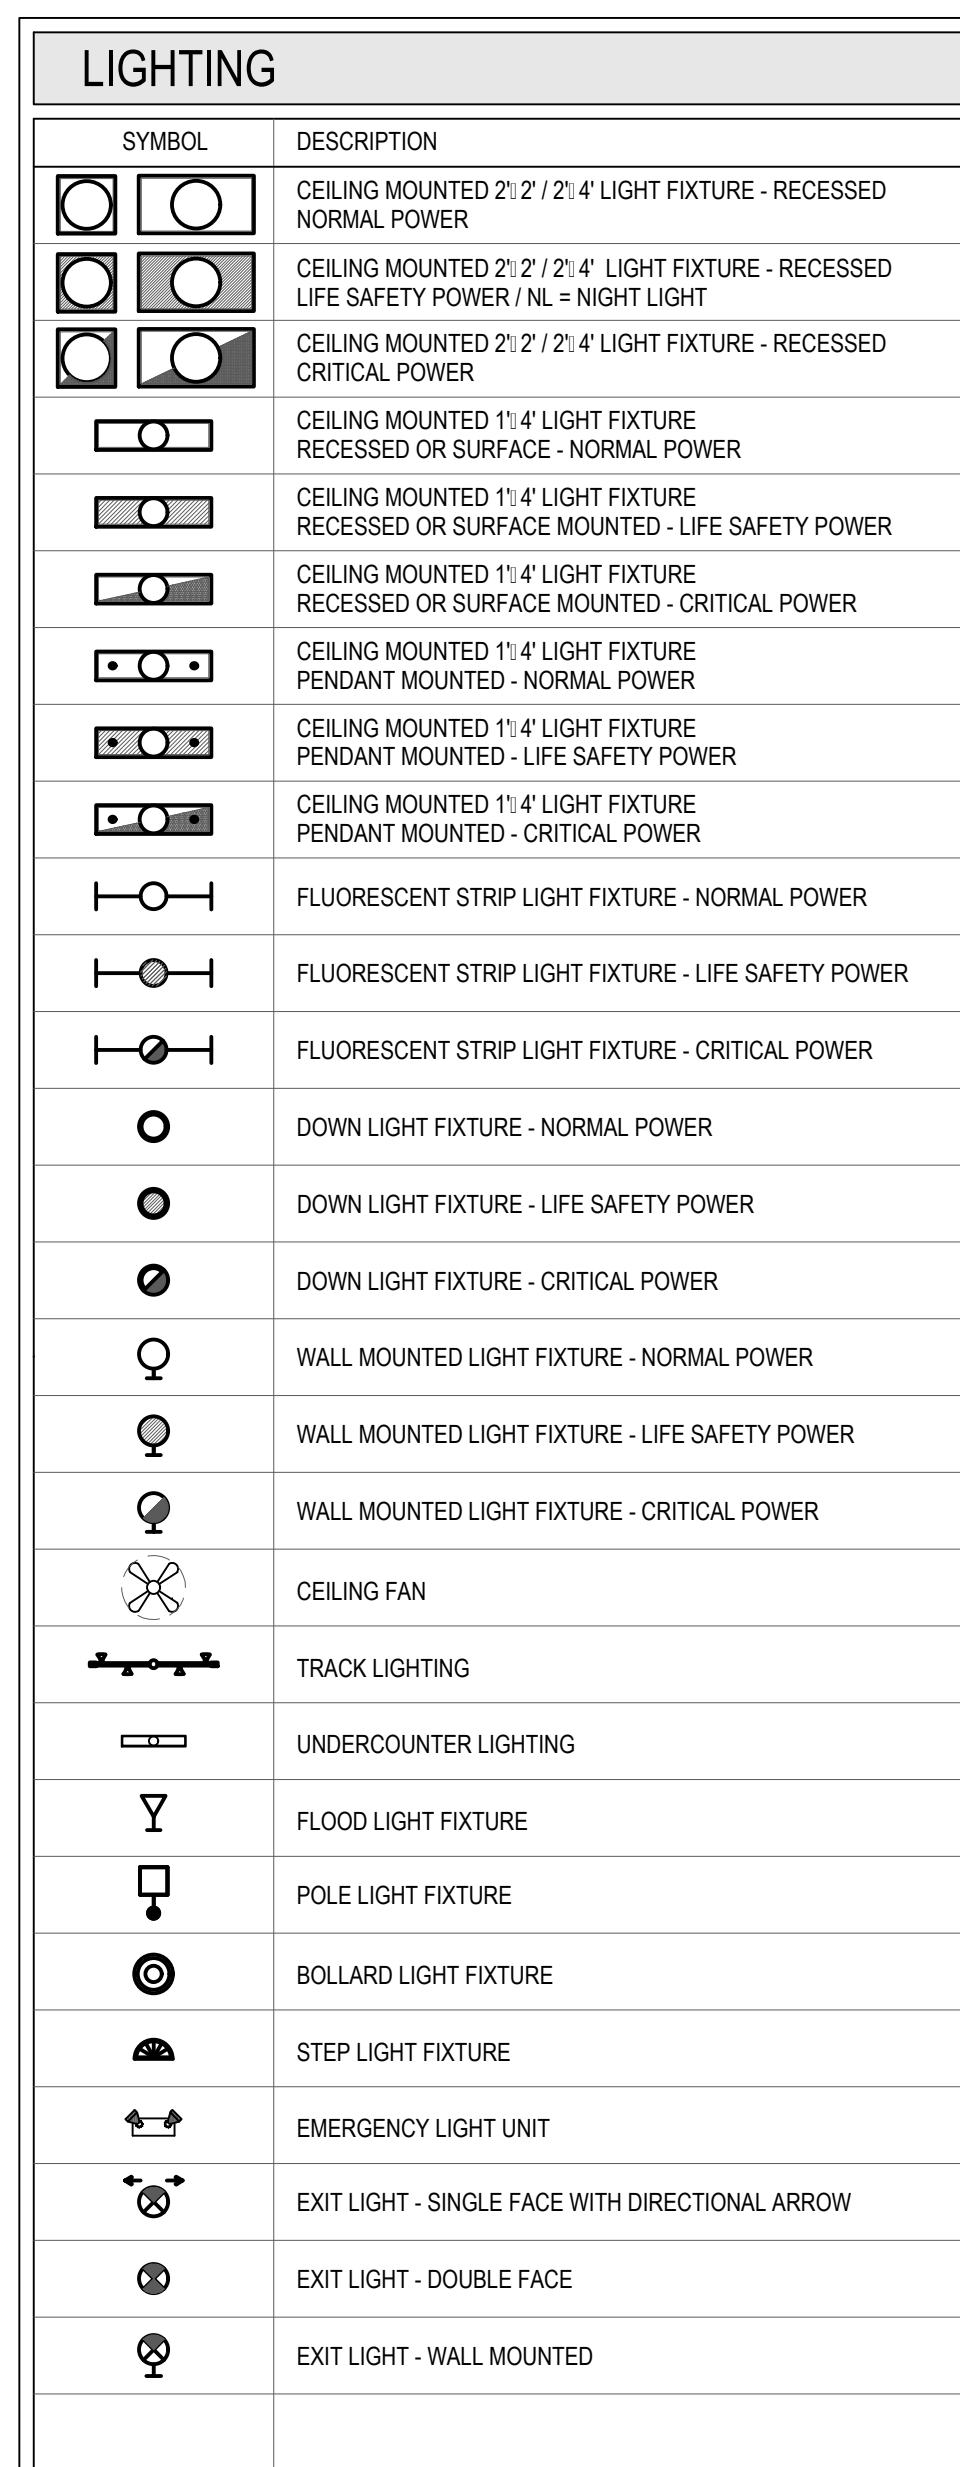 LIGHTING
SYMBOL DESCRIPTION
CEILING MOUNTED 2'▯2' / 2'▯4' LIGHT FIXTURE - RECESSED
NORMAL POWER
CEILING MOUNTED 2'▯2' / 2'▯4' LIGHT FIXTURE - RECESSED
LIFE SAFETY POWER / NL = NIGHT LIGHT
CEILING MOUNTED 2'▯2' / 2'▯4' LIGHT FIXTURE - RECESSED
CRITICAL POWER
CEILING MOUNTED 1'▯4' LIGHT FIXTURE
RECESSED OR SURFACE - NORMAL POWER
CEILING MOUNTED 1'▯4' LIGHT FIXTURE
RECESSED OR SURFACE MOUNTED - LIFE SAFETY POWER
CEILING MOUNTED 1'▯4' LIGHT FIXTURE
RECESSED OR SURFACE MOUNTED - CRITICAL POWER
CEILING MOUNTED 1'▯4' LIGHT FIXTURE
PENDANT MOUNTED - NORMAL POWER
CEILING MOUNTED 1'▯4' LIGHT FIXTURE
PENDANT MOUNTED - LIFE SAFETY POWER
CEILING MOUNTED 1'▯4' LIGHT FIXTURE
PENDANT MOUNTED - CRITICAL POWER
FLUORESCENT STRIP LIGHT FIXTURE - NORMAL POWER
FLUORESCENT STRIP LIGHT FIXTURE - LIFE SAFETY POWER
FLUORESCENT STRIP LIGHT FIXTURE - CRITICAL POWER
DOWN LIGHT FIXTURE - NORMAL POWER
DOWN LIGHT FIXTURE - LIFE SAFETY POWER
DOWN LIGHT FIXTURE - CRITICAL POWER
WALL MOUNTED LIGHT FIXTURE - NORMAL POWER
WALL MOUNTED LIGHT FIXTURE - LIFE SAFETY POWER
WALL MOUNTED LIGHT FIXTURE - CRITICAL POWER
CEILING FAN
TRACK LIGHTING
UNDERCOUNTER LIGHTING
FLOOD LIGHT FIXTURE
POLE LIGHT FIXTURE
BOLLARD LIGHT FIXTURE
STEP LIGHT FIXTURE
EMERGENCY LIGHT UNIT
EXIT LIGHT - SINGLE FACE WITH DIRECTIONAL ARROW
EXIT LIGHT - DOUBLE FACE
EXIT LIGHT - WALL MOUNTED